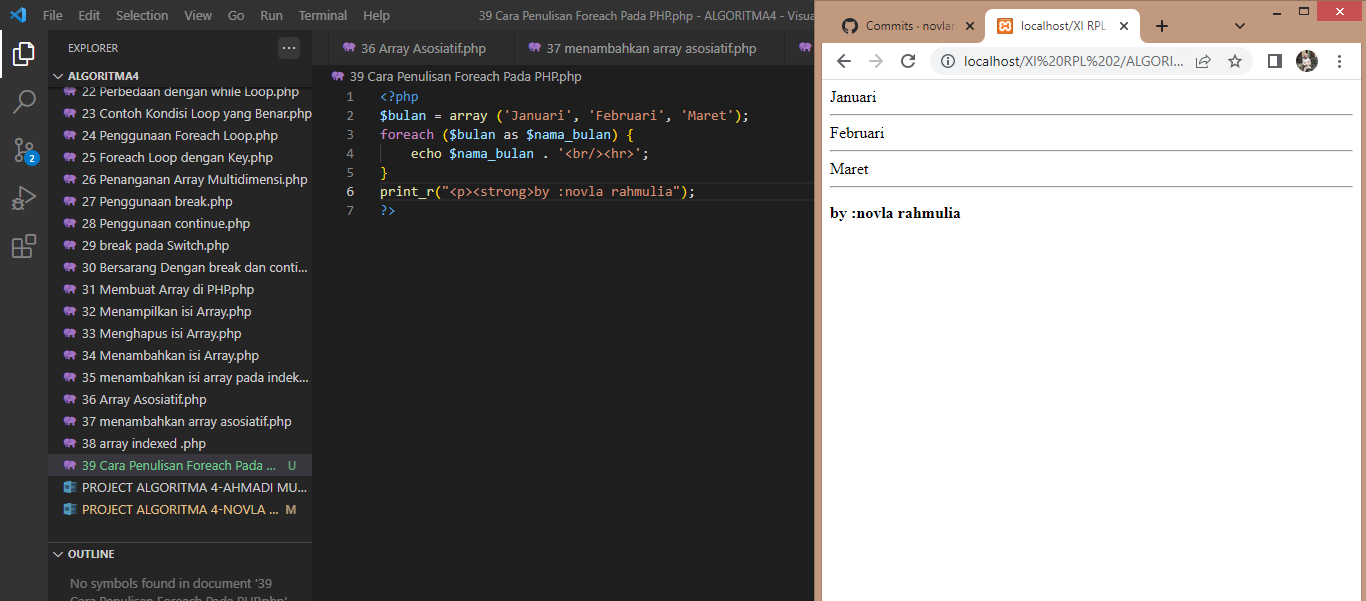 File Edit Selection View Go Run Terminal Help
39 Cara Penulisan Foreach Pada PHP.php - ALGORITMA4 - Visua
EXPLORER
ALGORITMA4
22 Perbedaan dengan while Loop.php
23 Contoh Kondisi Loop yang Benar.php
24 Penggunaan Foreach Loop.php
25 Foreach Loop dengan Key.php
26 Penanganan Array Multidimensi.php
27 Penggunaan break.php
28 Penggunaan continue.php
29 break pada Switch.php
30 Bersarang Dengan break dan conti...
31 Membuat Array di PHP.php
32 Menampilkan isi Array.php
33 Menghapus isi Array.php
34 Menambahkan isi Array.php
35 menambahkan isi array pada indek...
36 Array Asosiatif.php
37 menambahkan array asosiatif.php
38 array indexed .php
39 Cara Penulisan Foreach Pada ... U
PROJECT ALGORITMA 4-AHMADI MU...
PROJECT ALGORITMA 4-NOVLA ... M
OUTLINE
No symbols found in document '39
Cara Penulisan Foreach Pada PHP.php'
2
36 Array Asosiatif.php
37 menambahkan array asosiatif.php
39 Cara Penulisan Foreach Pada PHP.php
1 <?php
2 $bulan = array ('Januari', 'Februari', 'Maret');
3 foreach ($bulan as $nama_bulan) {
4 echo $nama_bulan . '<br/><hr>';
5 }
6 print_r("<p><strong>by :novla rahmulia");
7 ?>
Commits · novla
localhost/XI RPL
localhost/XI%20RPL%202/ALGORI...
Januari
Februari
Maret
by :novla rahmulia